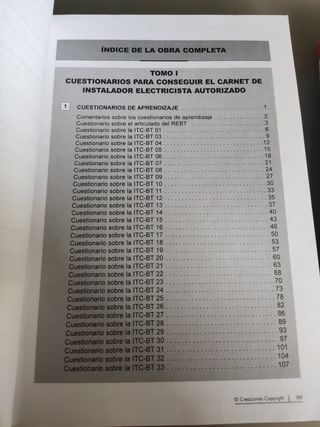 ÍNDICE DE LA OBRA COMPLETA
TOMO I
CUESTIONARIOS PARA CONSEGUIR EL CARNET DE
INSTALADOR ELECTRICISTA AUTORIZADO
1 CUESTIONARIOS DE APRENDIZAJE 1
Comentarios sobre los cuestionarios de aprendizaje 2
Cuestionario sobre el articulado del REBT 3
Cuestionario sobre la ITC-BT 01 6
Cuestionario sobre la ITC-BT 03 9
Cuestionario sobre la ITC-BT 04 12
Cuestionario sobre la ITC-BT 05 15
Cuestionario sobre la ITC-BT 06 18
Cuestionario sobre la ITC-BT 07 21
Cuestionario sobre la ITC-BT 08 24
Cuestionario sobre la ITC-BT 09 27
Cuestionario sobre la ITC-BT 10 30
Cuestionario sobre la ITC-BT 11 33
Cuestionario sobre la ITC-BT 12 35
Cuestionario sobre la ITC-BT 13 37
Cuestionario sobre la ITC-BT 14 40
Cuestionario sobre la ITC-BT 15 43
Cuestionario sobre la ITC-BT 16 46
Cuestionario sobre la ITC-BT 17 50
Cuestionario sobre la ITC-BT 18 53
Cuestionario sobre la ITC-BT 19 57
Cuestionario sobre la ITC-BT 20 60
Cuestionario sobre la ITC-BT 21 63
Cuestionario sobre la ITC-BT 22 68
Cuestionario sobre la ITC-BT 23 70
Cuestionario sobre la ITC-BT 24 73
Cuestionario sobre la ITC-BT 25 78
Cuestionario sobre la ITC-BT 26 82
Cuestionario sobre la ITC-BT 27 86
Cuestionario sobre la ITC-BT 28 89
Cuestionario sobre la ITC-BT 29 93
Cuestionario sobre la ITC-BT 30 97
Cuestionario sobre la ITC-BT 31 101
Cuestionario sobre la ITC-BT 32 104
Cuestionario sobre la ITC-BT 33 107
© Creaciones Copyright